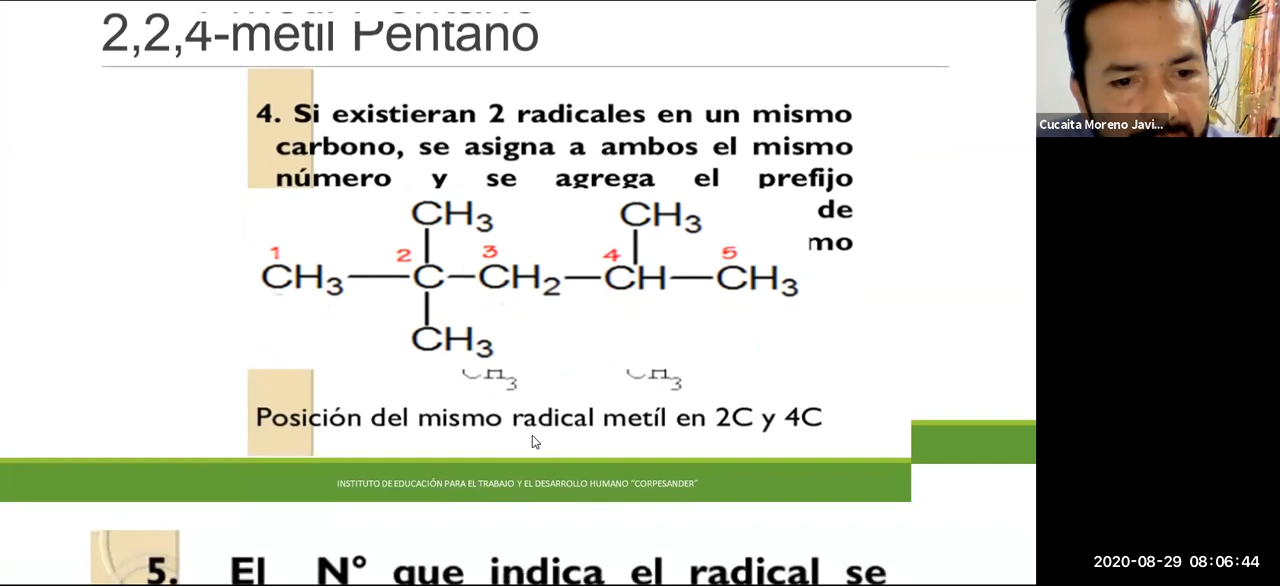 2,2,4-metil Pentano
4. Si existieran 2 radicales en un mismo
carbono, se asigna a ambos el mismo
número y se agrega el prefijo
de
mo
CH3 CH3
1 2 3 4 5
CH3—C—CH2—CH—CH3
CH3
CH3 CH3
Posición del mismo radical metíl en 2C y 4C
INSTITUTO DE EDUCACIÓN PARA EL TRABAJO Y EL DESARROLLO HUMANO "CORPESANDER"
5. El N° que indica el radical se
Cucaita Moreno Javi...
2020-08-29 08:06:44